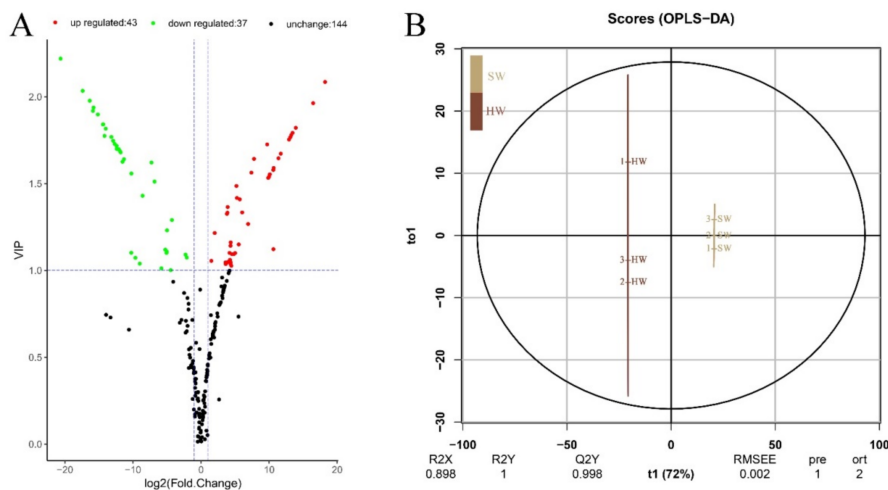 A
up regulated:43 down regulated:37 unchange:144
2.0
1.5
1.0
0.5
0.0
VIP
−20 −10 0 10 20
log2(Fold.Change)
B
Scores (OPLS−DA)
SW
HW
30
20
10
0
−10
−20
−30
to1
1-HW
3-HW
2-HW
3-SW
2-SW
1-SW
−100 −50 0 50 100
R2X R2Y Q2Y RMSEE pre ort
0.898 1 0.998 t1 (72%) 0.002 1 2